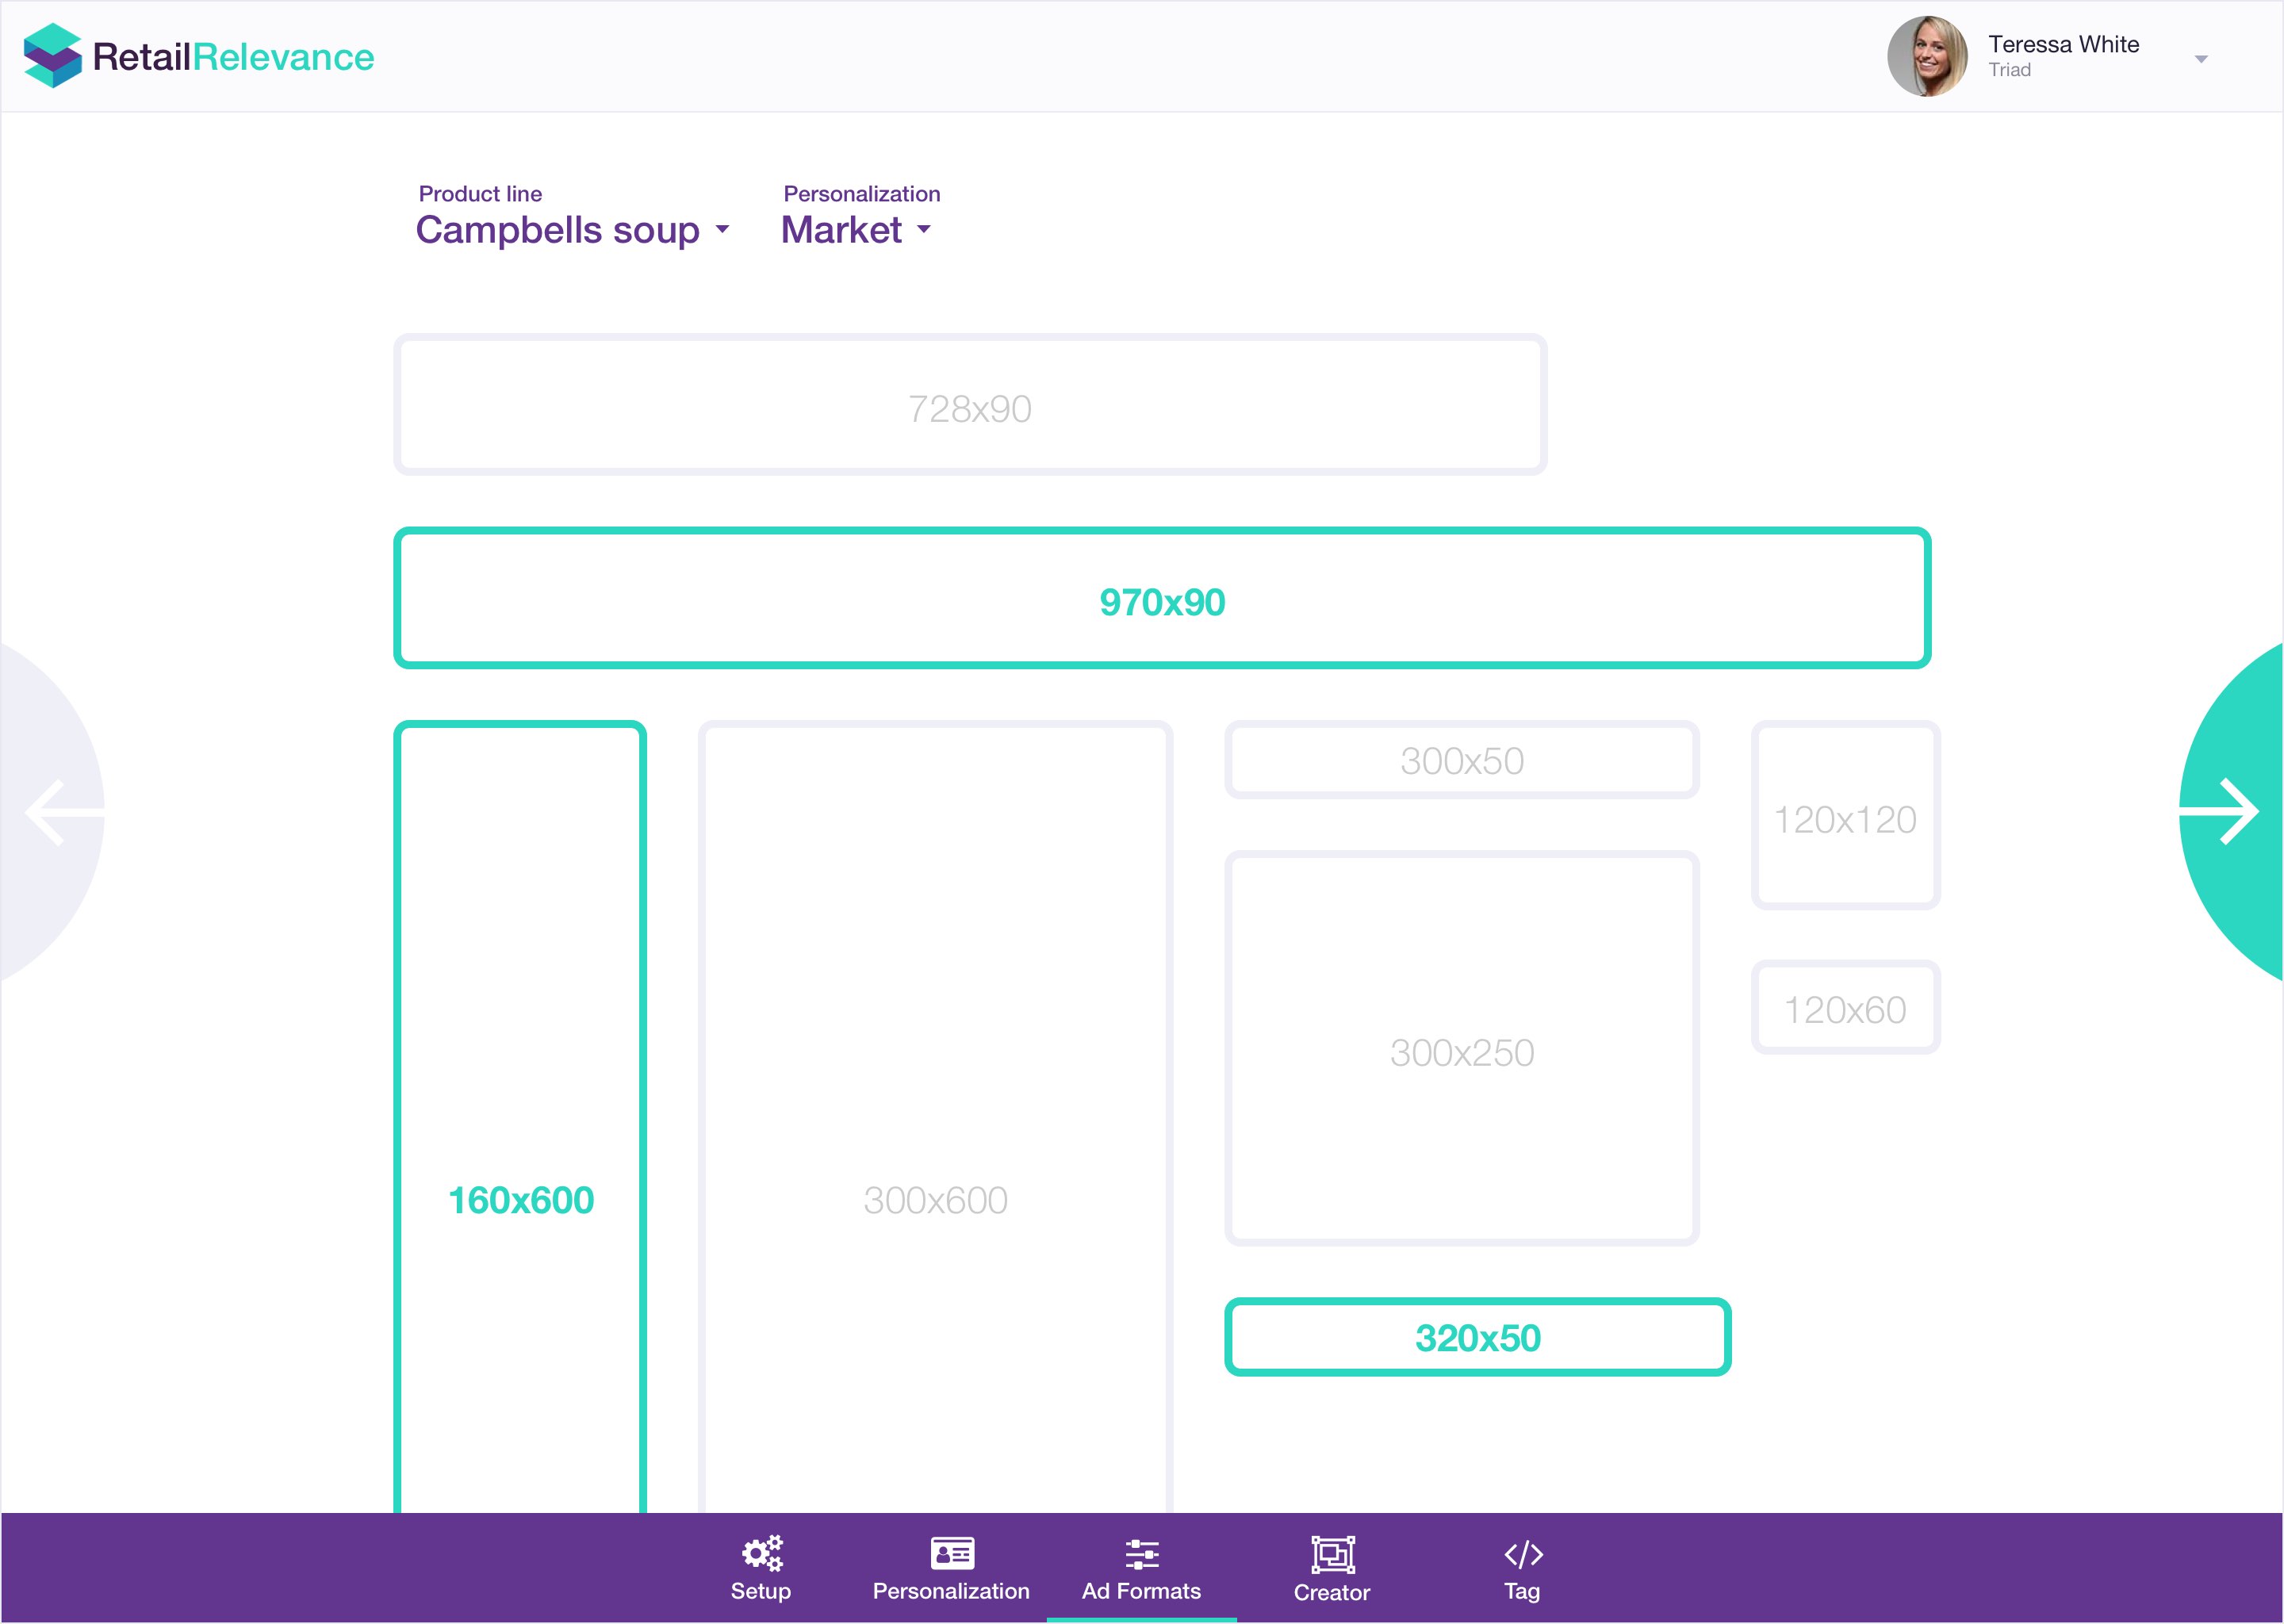 RetailRelevance
Teressa White
Triad
Product line
Campbells soup
Personalization
Market
728x90
970x90
160x600
300x600
300x50
300x250
320x50
120x120
120x60
Setup
Personalization
Ad Formats
Creator
Tag